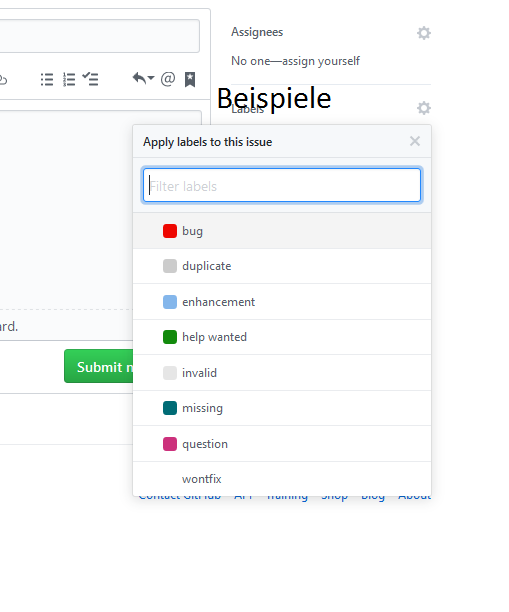 Assignees
No one—assign yourself
@
Beispiele
Labels
Apply labels to this issue
Filter labels
bug
duplicate
enhancement
help wanted
invalid
missing
question
wontfix
Submit
Contact GitHub API Training Shop Blog About